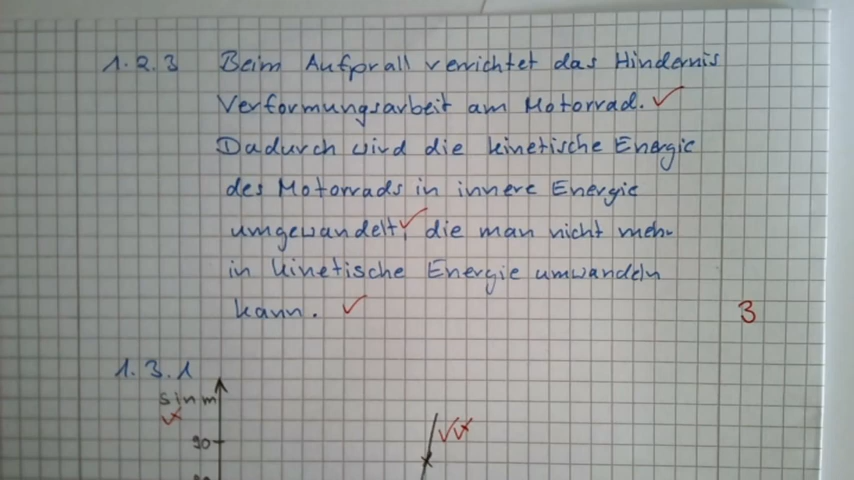 1.2.3 Beim Aufprall verrichtet das Hindernis
Verformungsarbeit am Motorrad. ✓
Dadurch wird die kinetische Energie
des Motorrads in innere Energie
umgewandelt,✓ die man nicht mehr
in kinetische Energie umwandeln
kann. ✓
3
1.3.1
s in m
90